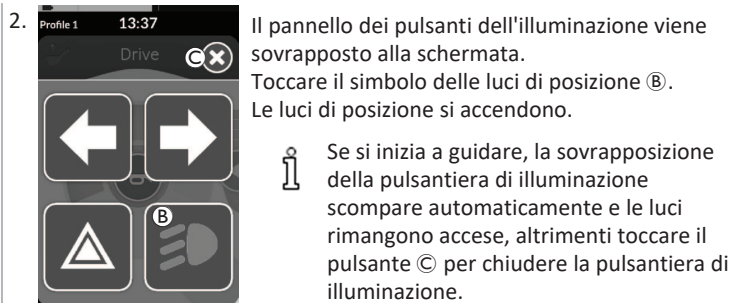 2.
Profile 1 13:37
Drive Ⓒ
Ⓑ
Il pannello dei pulsanti dell'illuminazione viene
sovrapposto alla schermata.
Toccare il simbolo delle luci di posizione Ⓑ.
Le luci di posizione si accendono.
Se si inizia a guidare, la sovrapposizione
della pulsantiera di illuminazione
scompare automaticamente e le luci
rimangono accese, altrimenti toccare il
pulsante Ⓒ per chiudere la pulsantiera di
illuminazione.